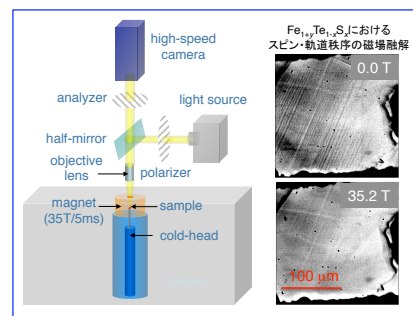 high-speed
camera
analyzer
light source
half-mirror
objective
lens
polarizer
magnet
(35T/5ms)
sample
cold-head
Fe1+yTe1-xSxにおける
スピン・軌道秩序の磁場融解
0.0 T
35.2 T
100 μm